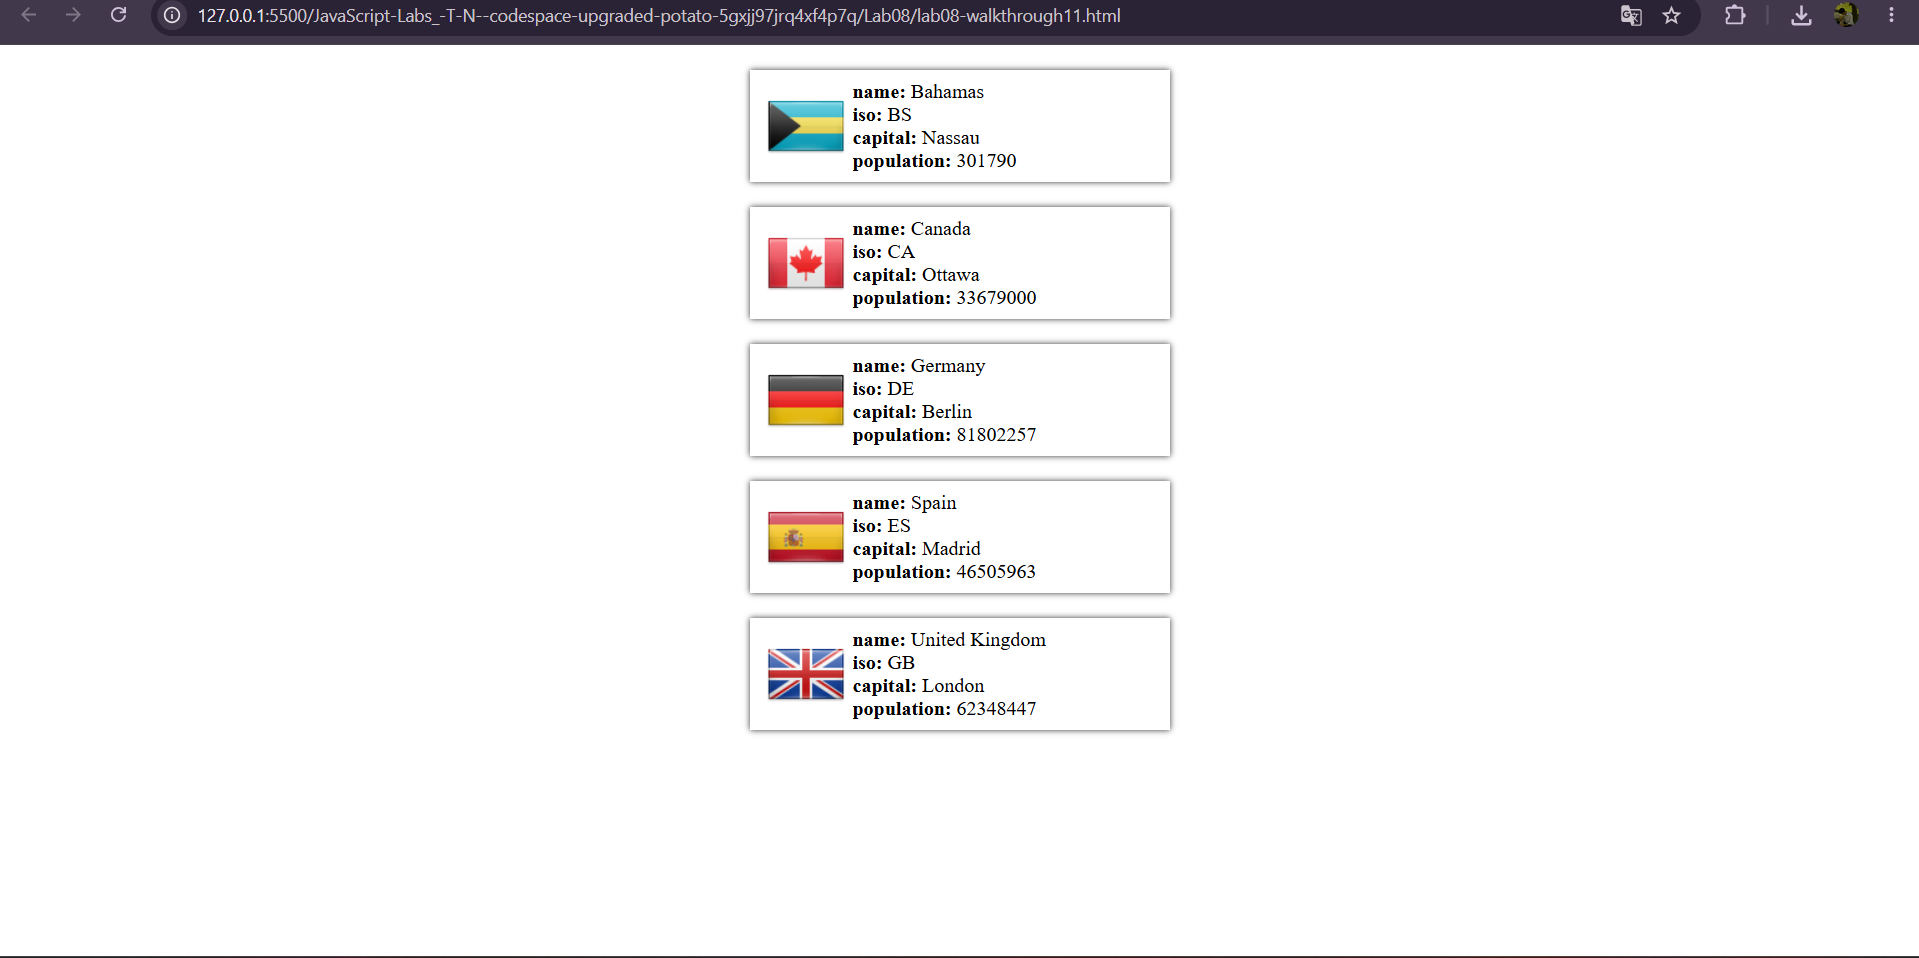 127.0.0.1:5500/JavaScript-Labs_-T-N--codespace-upgraded-potato-5gxjj97jrq4xf4p7q/Lab08/lab08-walkthrough11.html
name: Bahamas
iso: BS
capital: Nassau
population: 301790
name: Canada
iso: CA
capital: Ottawa
population: 33679000
name: Germany
iso: DE
capital: Berlin
population: 81802257
name: Spain
iso: ES
capital: Madrid
population: 46505963
name: United Kingdom
iso: GB
capital: London
population: 62348447